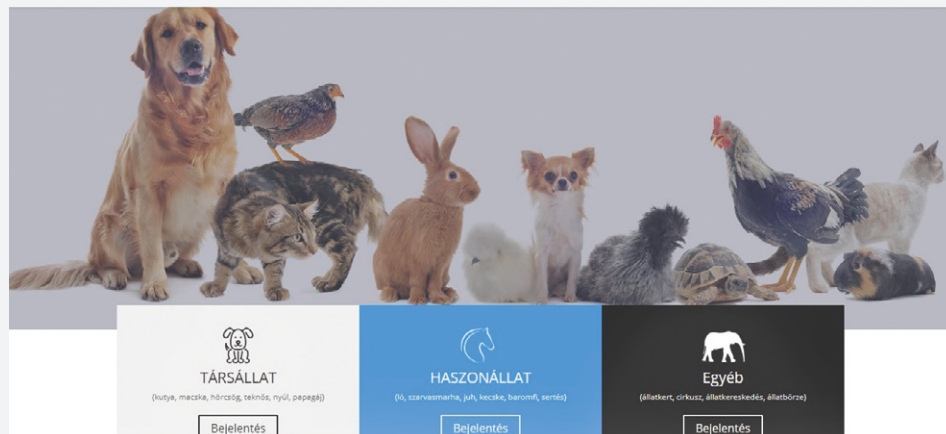 TÁRSÁLLAT
(kutya, macska, hörcsög, teknős, nyúl, papagáj)
Bejelentés
HASZONÁLLAT
(ló, szarvasmarha, juh, kecske, baromfi, sertés)
Bejelentés
Egyéb
(állatkert, cirkusz, állatkereskedés, állatbörze)
Bejelentés